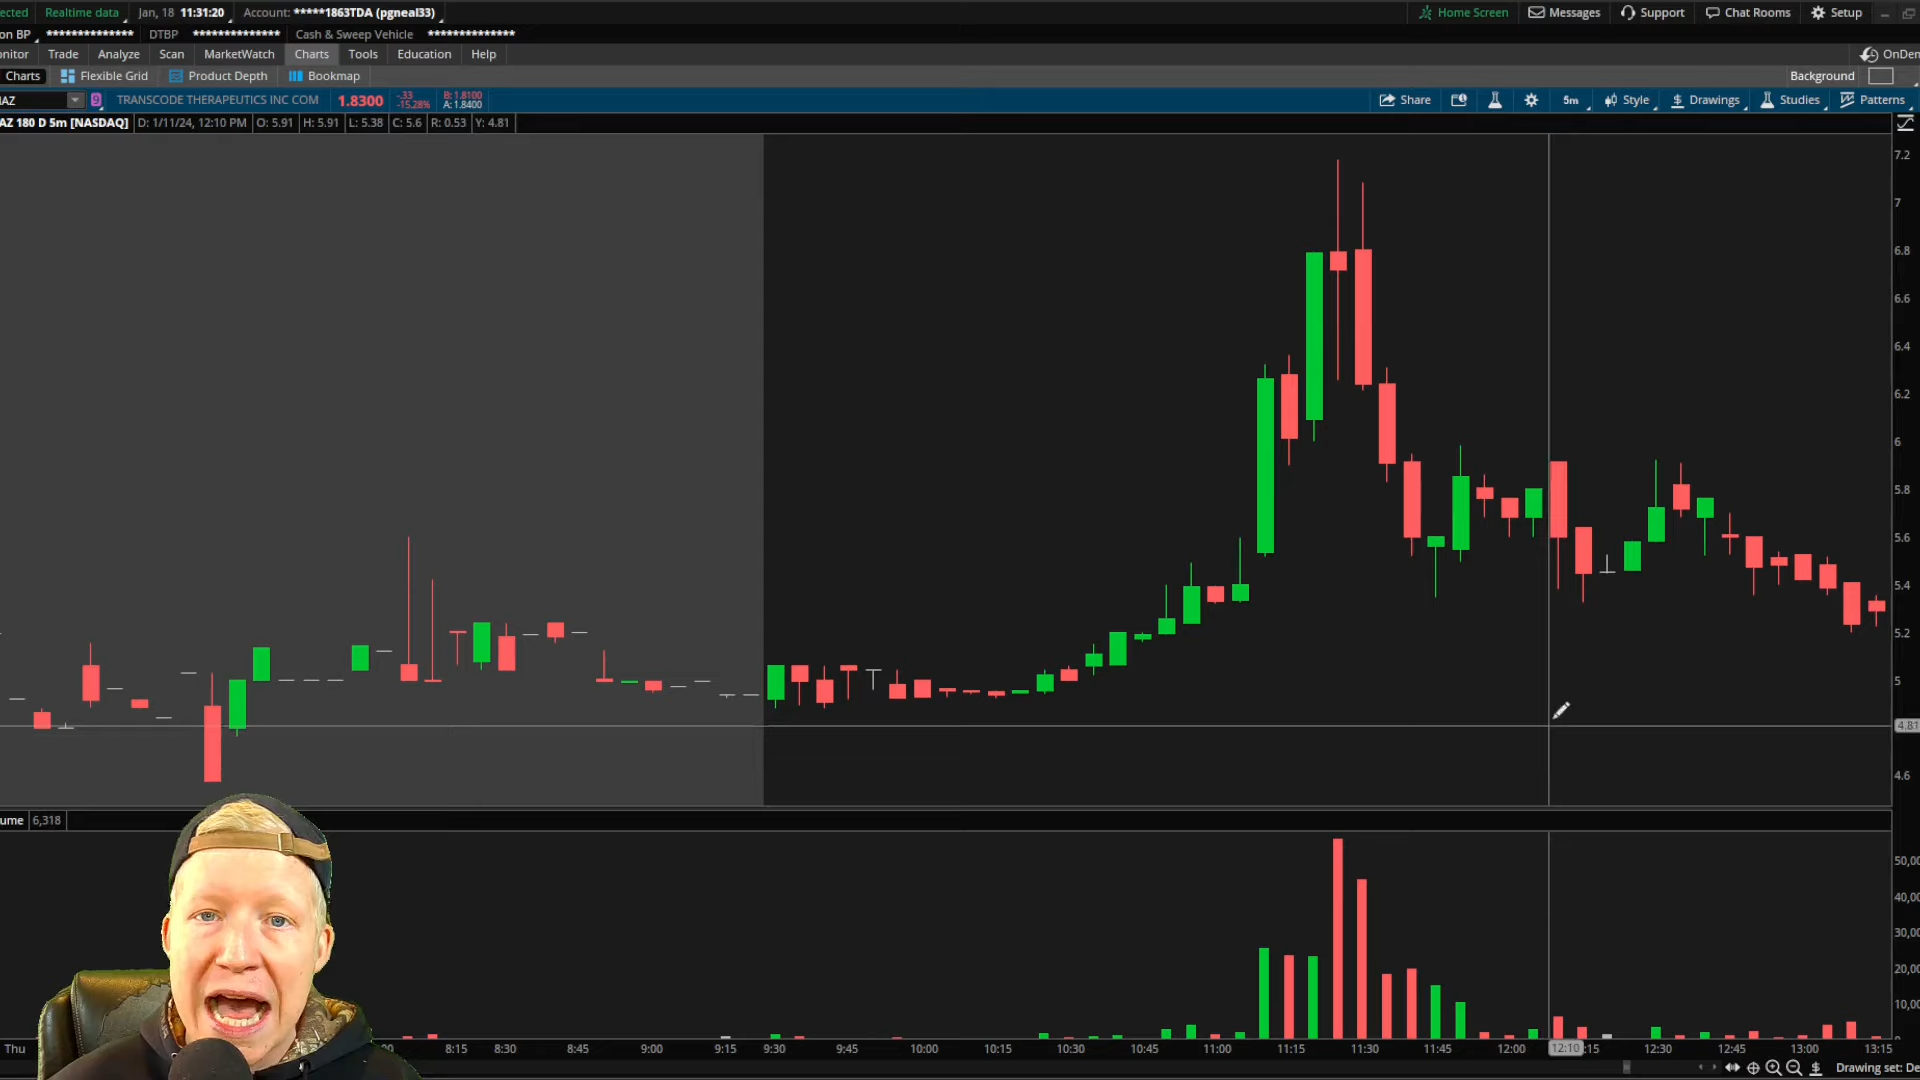 ected Realtime data Jan, 18 11:31:20 Account: *****1863TDA (pgneal33) Home Screen Messages Support Chat Rooms Setup
on BP ************** DTBP ************** Cash & Sweep Vehicle **************
onitor Trade Analyze Scan MarketWatch Charts Tools Education Help OnDem
Charts Flexible Grid Product Depth Bookmap Background
NAZ 9 TRANSCODE THERAPEUTICS INC COM 1.8300 -.33 B: 1.8100 Share 5m Style Drawings Studies Patterns
-15.28% A: 1.8400
AZ 180 D 5m [NASDAQ] D: 1/11/24, 12:10 PM O: 5.91 H: 5.91 L: 5.38 C: 5.6 R: 0.53 Y: 4.81
7.2
7
6.8
6.6
6.4
6.2
6
5.8
5.6
5.4
5.2
5
4.81
4.6
ume 6,318
50,00
40,00
30,00
20,00
10,00
Thu 8:15 8:30 8:45 9:00 9:15 9:30 9:45 10:00 10:15 10:30 10:45 11:00 11:15 11:30 11:45 12:00 12:10 :15 12:30 12:45 13:00 13:15
Drawing set: De